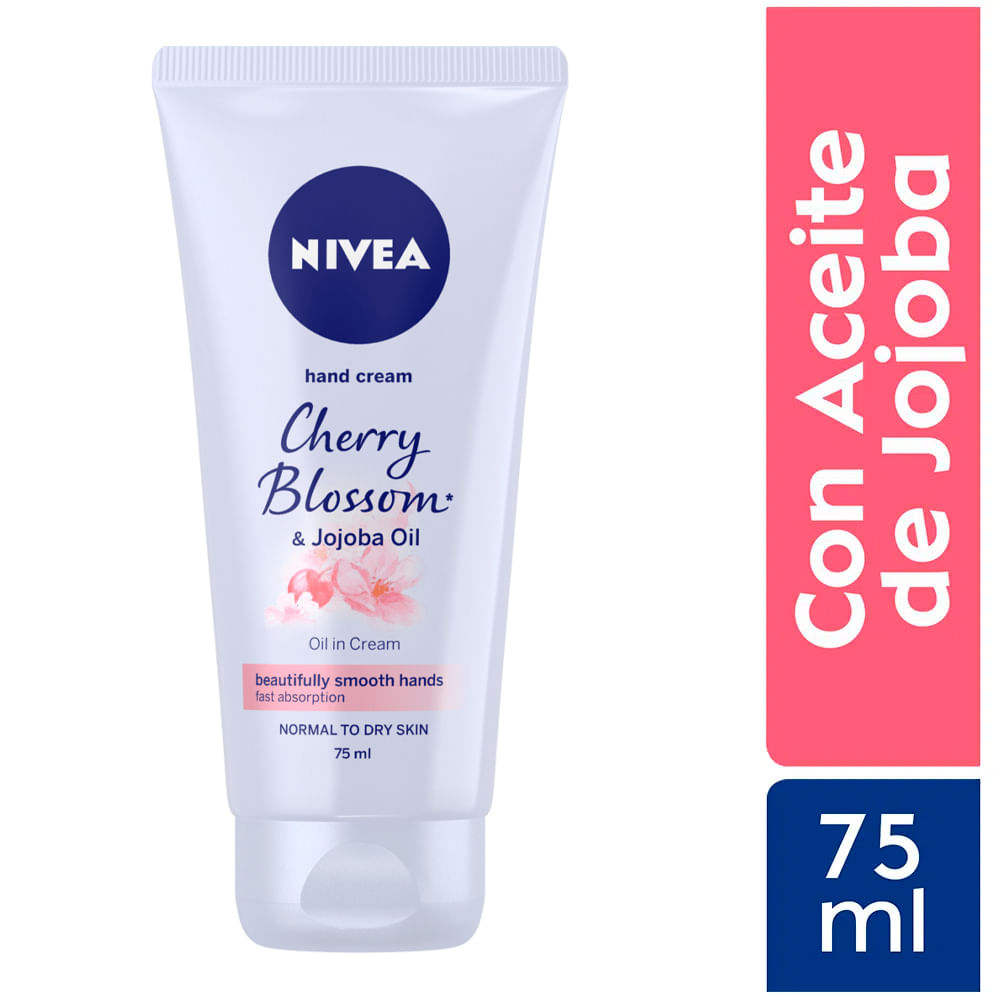 NIVEA
hand cream
Cherry
Blossom*
& Jojoba Oil
Oil in Cream
beautifully smooth hands
fast absorption
NORMAL TO DRY SKIN
75 ml
Con Aceite
de Jojoba
75
ml